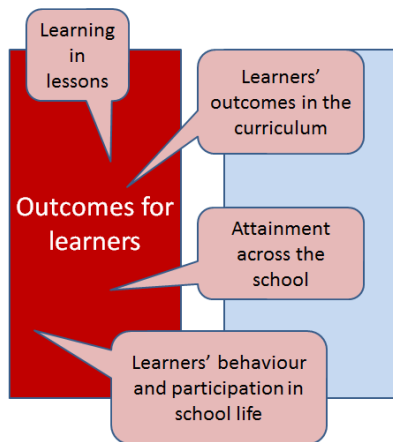 Learning
in
lessons
Learners’
outcomes in the
curriculum
Outcomes for
learners
Attainment
across the
school
Learners’ behaviour
and participation in
school life